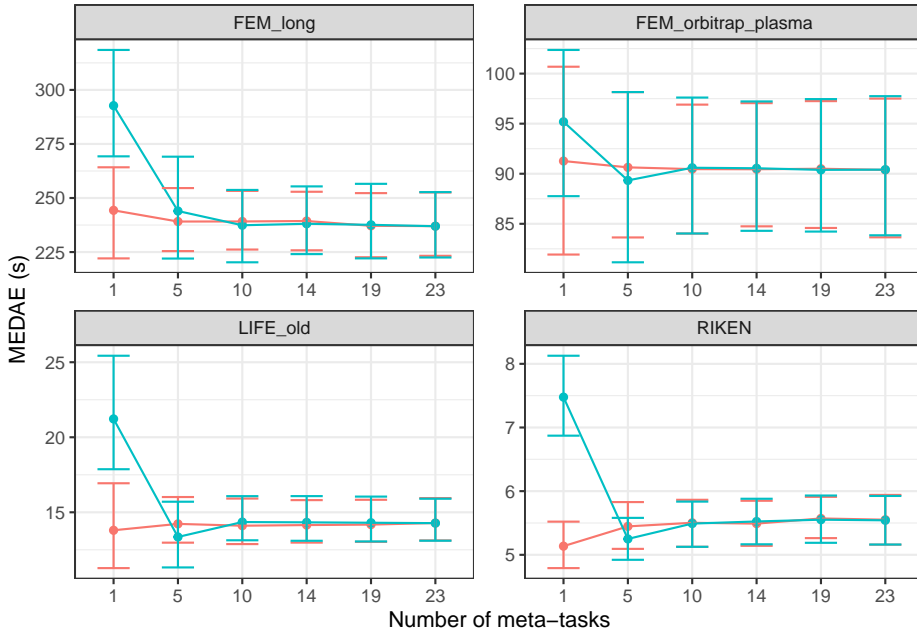 FEM_long
FEM_orbitrap_plasma
300
275
250
225
100
95
90
85
1 5 10 14 19 23
1 5 10 14 19 23
MEDAE (s)
LIFE_old
RIKEN
25
20
15
8
7
6
5
1 5 10 14 19 23
1 5 10 14 19 23
Number of meta−tasks